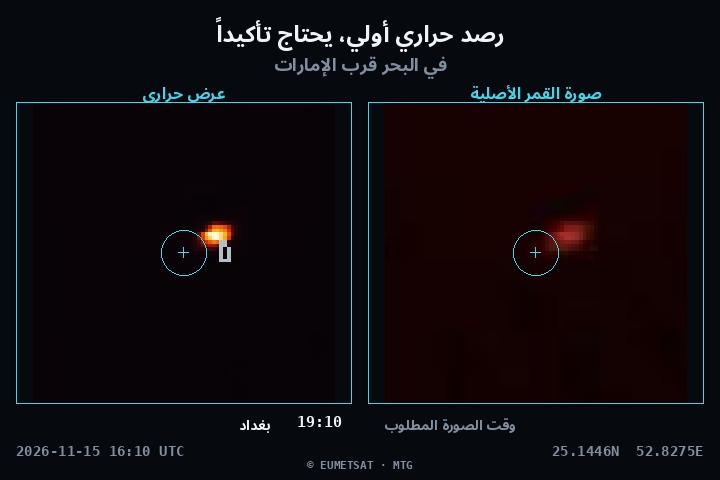 رصد حراري أولي، يحتاج تأكيداً
في البحر قرب الإمارات
صورة القمر الأصلية
عرض حراري
وقت الصورة المطلوب
19:10 بغداد
2026-11-15 16:10 UTC
25.1446N 52.8275E
© EUMETSAT · MTG